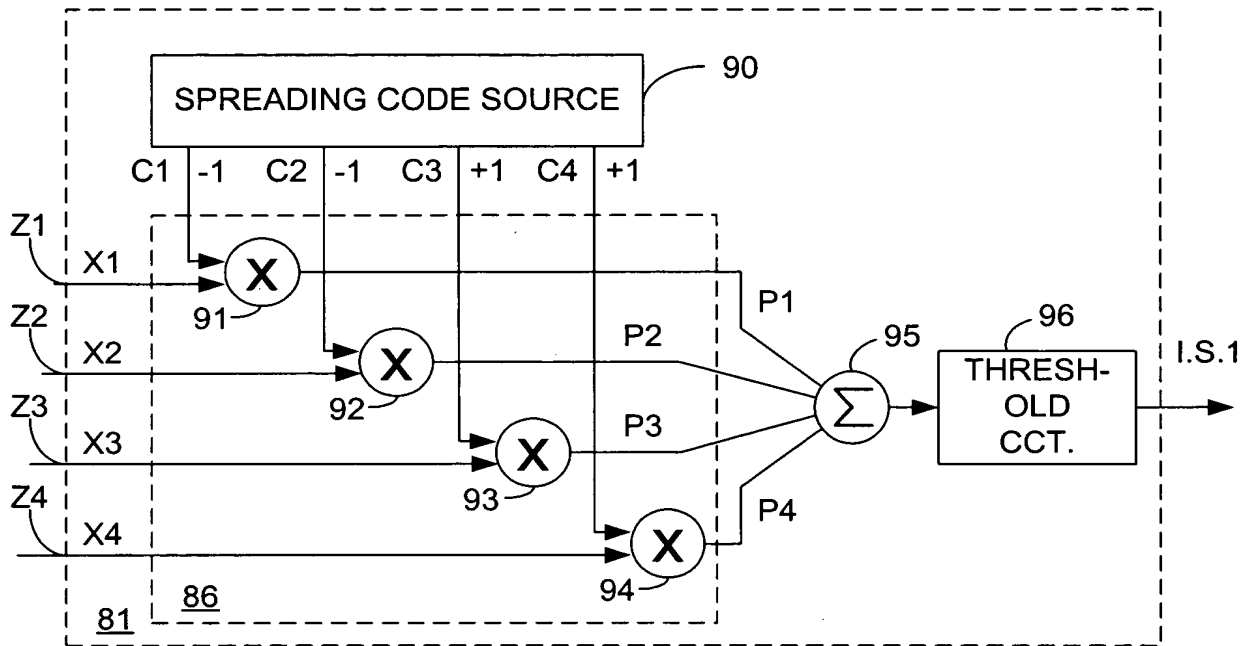 90
SPREADING CODE SOURCE
C1 -1 C2 -1 C3 +1 C4 +1
Z1
X1
X
91
P1
Z2
X2
X
92
P2
95
96
I.S.1
Σ
THRESH-
OLD
CCT.
Z3
X3
X
93
P3
Z4
X4
X
94
P4
86
81